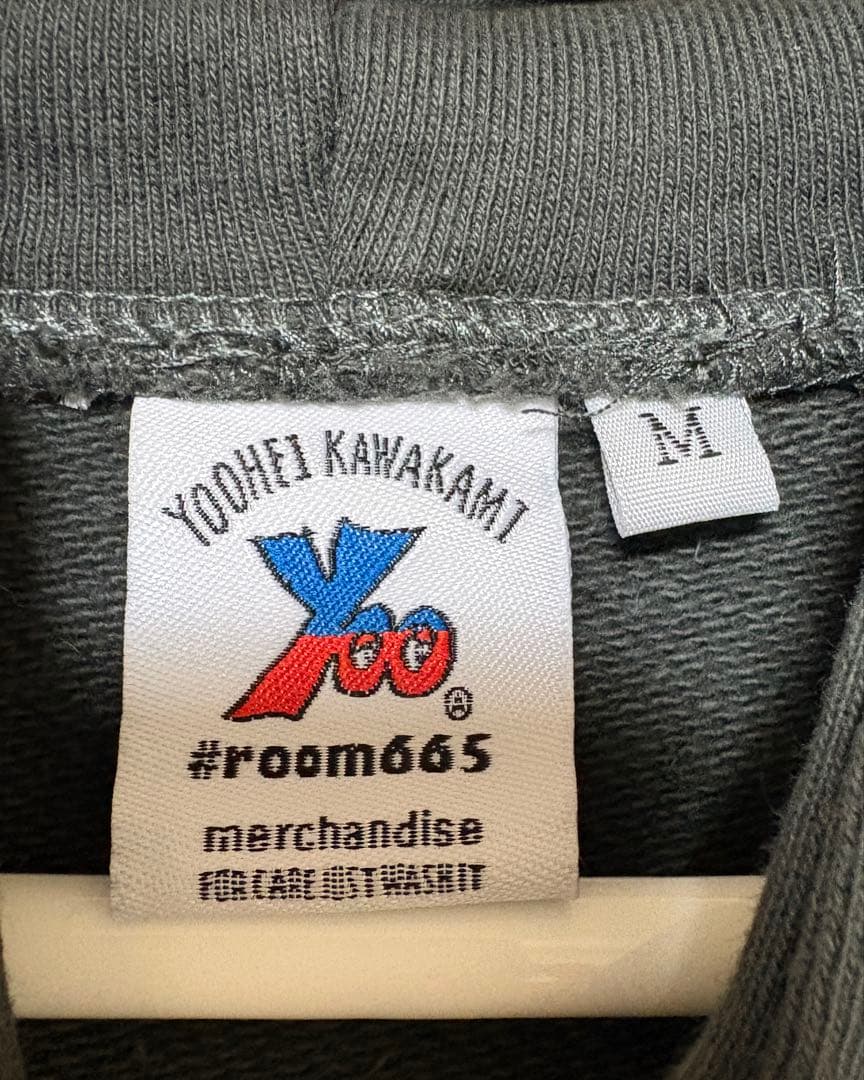 YOOHEI KAWAKAMI
M
Yoo
#room665
merchandise
FOR CARE JUST WASH IT